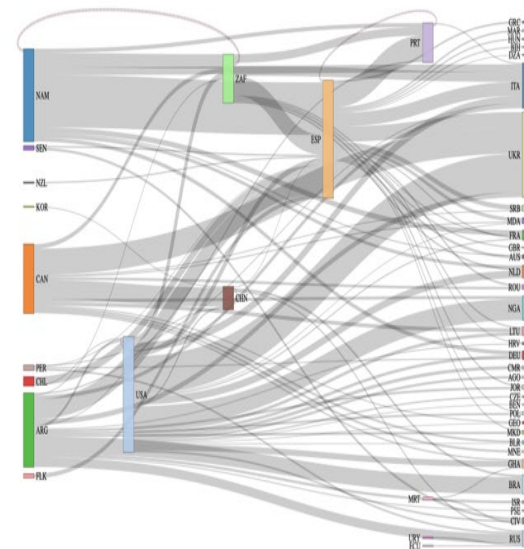 NAM
SEN
NZL
KOR
CAN
PER
CHL
ARG
FLK
USA
ZAF
CHN
ESP
PRT
MRT
URY
ECU
GRC
MAR
HUN
DZA
ITA
UKR
SRB
MDA
FRA
GBR
AUS
NLD
ROU
NGA
LTU
HRV
DEU
CMR
AGO
JOR
CZE
BEN
POL
GEO
MKD
BLR
MNE
GHA
BRA
ISR
PSE
CIV
RUS